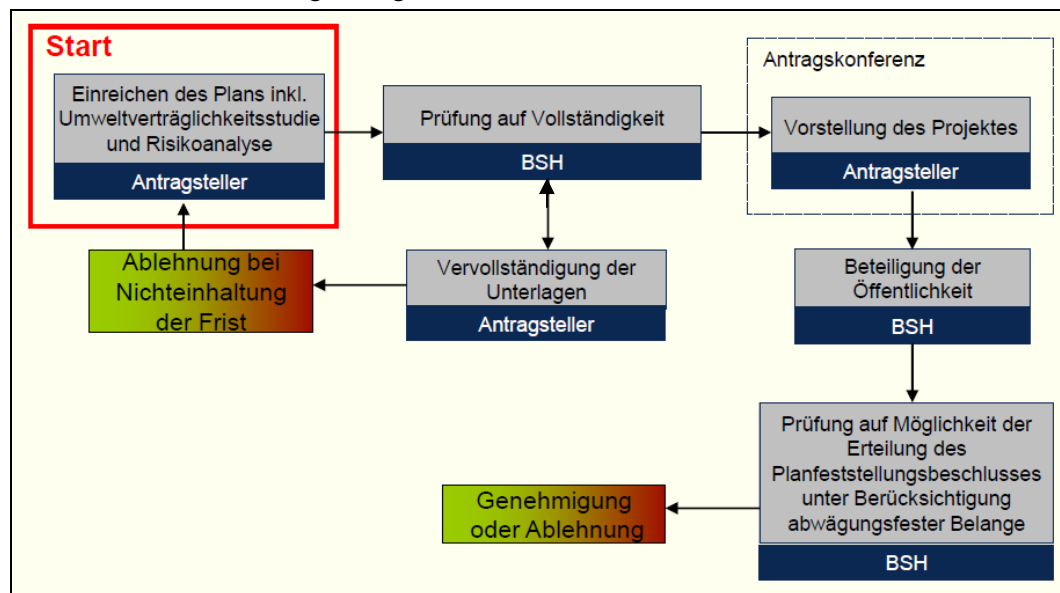 Start
Einreichen des Plans inkl.
Umweltverträglichkeitsstudie
und Risikoanalyse
Antragsteller
Prüfung auf Vollständigkeit
BSH
Antragskonferenz
Vorstellung des Projektes
Antragsteller
Ablehnung bei
Nichteinhaltung
der Frist
Vervollständigung der
Unterlagen
Antragsteller
Beteiligung der
Öffentlichkeit
BSH
Prüfung auf Möglichkeit der
Erteilung des
Planfeststellungsbeschlusses
unter Berücksichtigung
abwägungsfester Belange
BSH
Genehmigung
oder Ablehnung